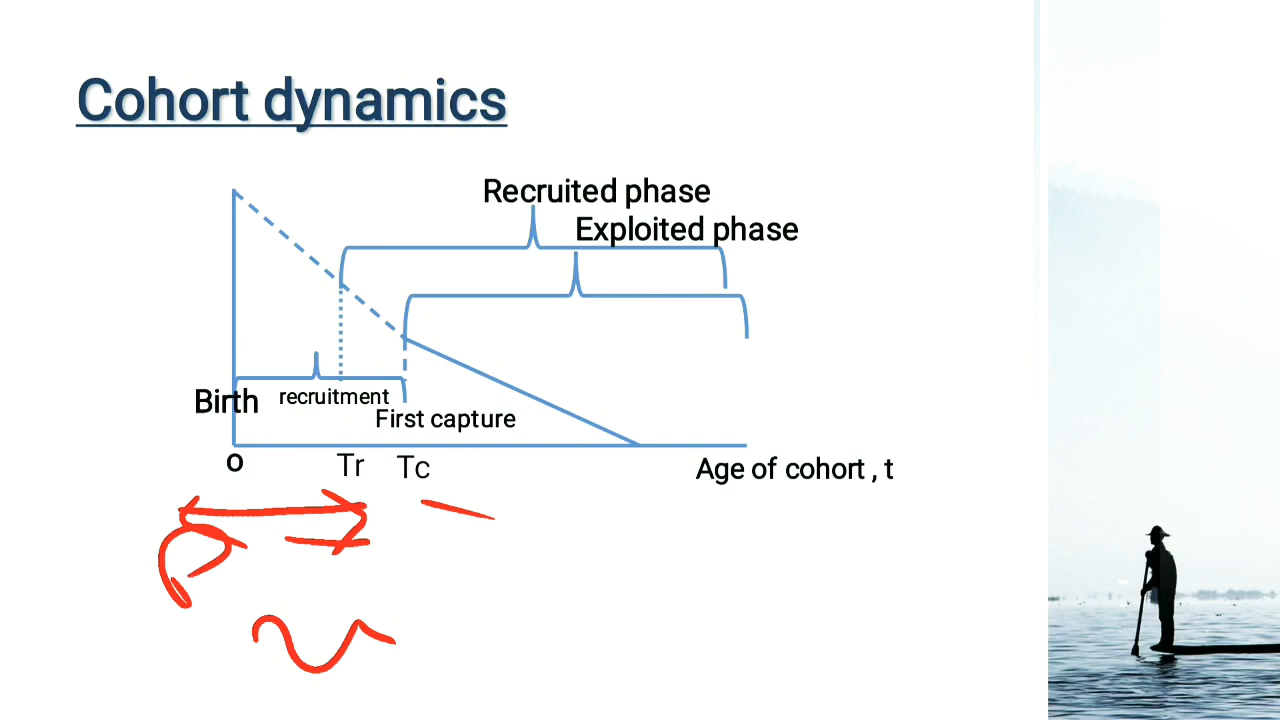 Cohort dynamics
Recruited phase
Exploited phase
Birth
recruitment
First capture
o
Tr
Tc
Age of cohort , t